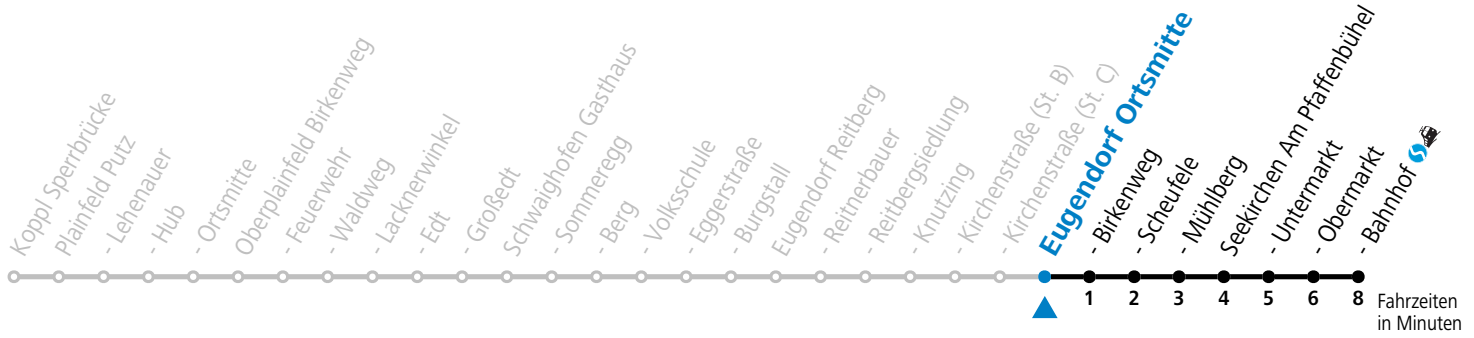 Koppl Sperrbrücke
Plainfeld Putz
- Lehenauer
- Hub
- Ortsmitte
Oberplainfeld Birkenweg
- Feuerwehr
- Waldweg
- Lacknerwinkel
- Edt
- Großedt
Schwaighofen Gasthaus
- Sommeregg
- Berg
- Volksschule
- Eggerstraße
- Burgstall
Eugendorf Reitberg
- Reitnerbauer
- Reitbergsiedlung
- Knutzing
- Kirchenstraße (St. B)
- Kirchenstraße (St. C)
Eugendorf Ortsmitte
- Birkenweg
- Scheufele
- Mühlberg
Seekirchen Am Pfaffenbühel
- Untermarkt
- Obermarkt
- Bahnhof
1 2 3 4 5 6 8
Fahrzeiten
in Minuten